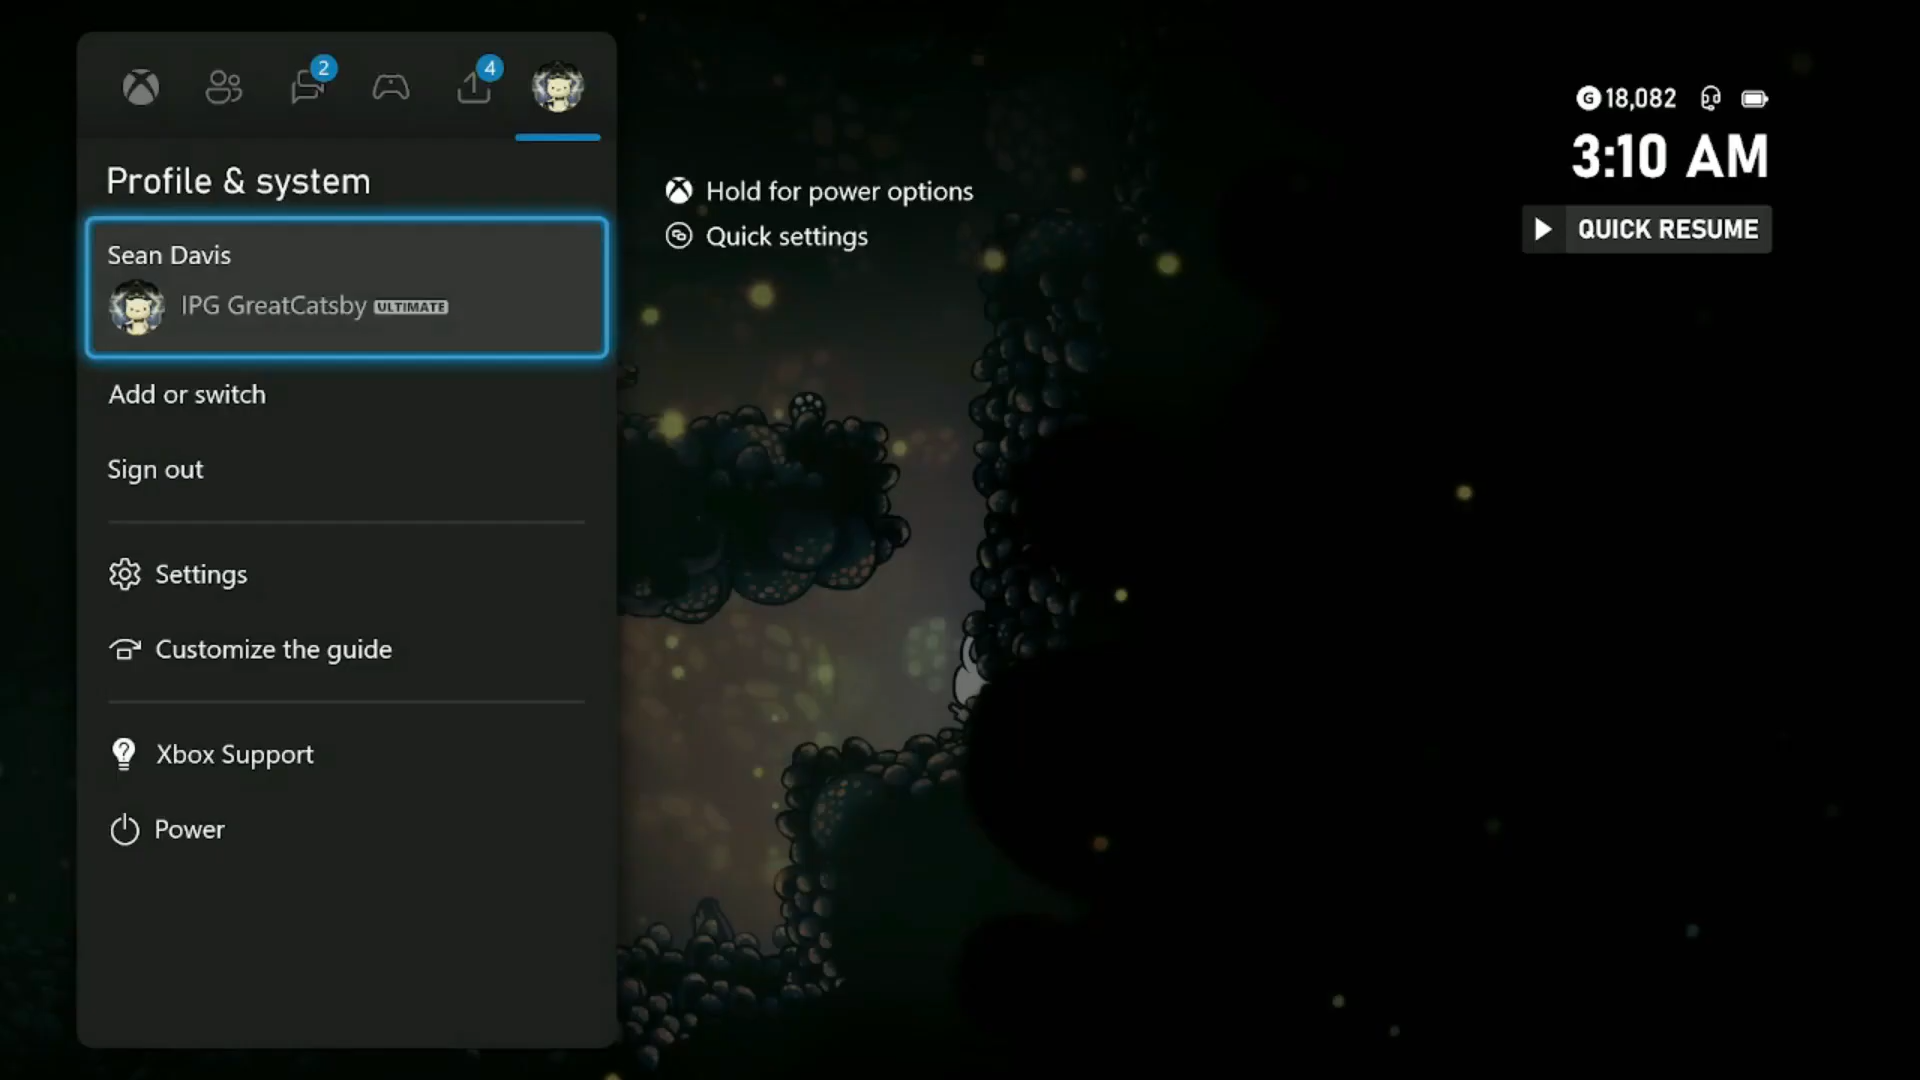 2
4
Profile & system
Sean Davis
IPG GreatCatsby ULTIMATE
Add or switch
Sign out
Settings
Customize the guide
Xbox Support
Power
Hold for power options
Quick settings
G 18,082
3:10 AM
QUICK RESUME